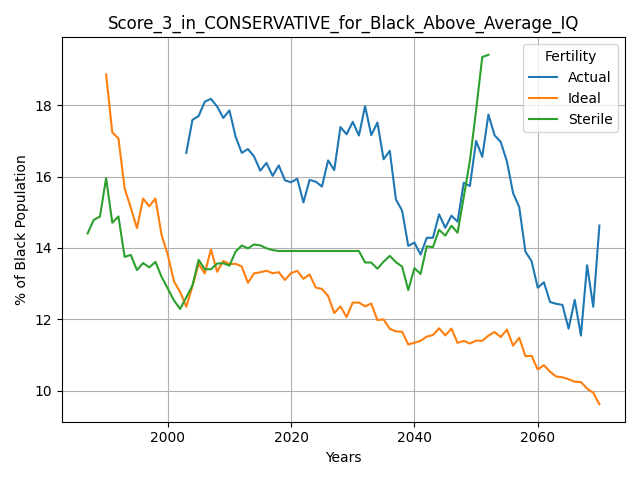 Score_3_in_CONSERVATIVE_for_Black_Above_Average_IQ
Fertility
Actual
Ideal
Sterile
% of Black Population
18
16
14
12
10
2000
2020
2040
2060
Years